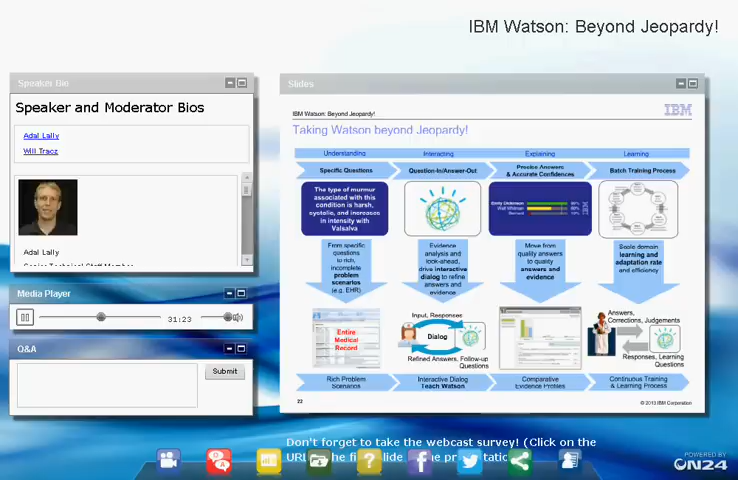 IBM Watson: Beyond Jeopardy!
Speaker Bio
Speaker and Moderator Bios
Adal Lally
Will Tracz
Adal Lally
Senior Technical Staff Member
Media Player
31:23
Q&A
Submit
Slides
IBM Watson: Beyond Jeopardy!
IBM
Taking Watson beyond Jeopardy!
Understanding
Interacting
Explaining
Learning
Specific Questions
Question-In/Answer-Out
Precise Answers
& Accurate Confidences
Batch Training Process
The type of murmur
associated with this
condition is harsh,
systolic, and increases
in intensity with
Valsalva
From specific
questions
to rich,
incomplete
problem
scenarios
(e.g. EHR)
Evidence
analysis and
look-ahead,
drive interactive
dialog to refine
answers and
evidence
Move from
quality answers
to quality
answers and
evidence
Scale domain
learning and
adaptation rate
and efficiency
Entire
Medical
Record
Input, Responses
Dialog
Refined Answers, Follow-up
Questions
Answers,
Corrections, Judgements
Responses, Learning
Questions
Rich Problem
Scenarios
Interactive Dialog
Teach Watson
Comparative
Evidence Profiles
Continuous Training
& Learning Process
22
© 2013 IBM Corporation
Don't forget to take the webcast survey! (Click on the
POWERED BY
ON24